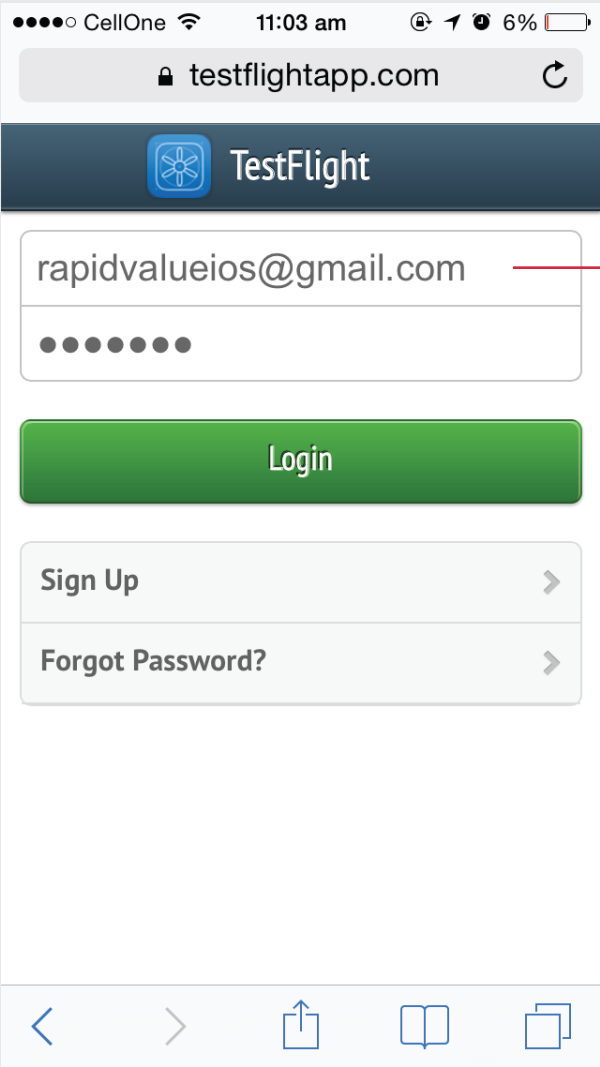 CellOne 11:03 am 6%
testflightapp.com
TestFlight
rapidvalueios@gmail.com
●●●●●●●
Login
Sign Up
Forgot Password?